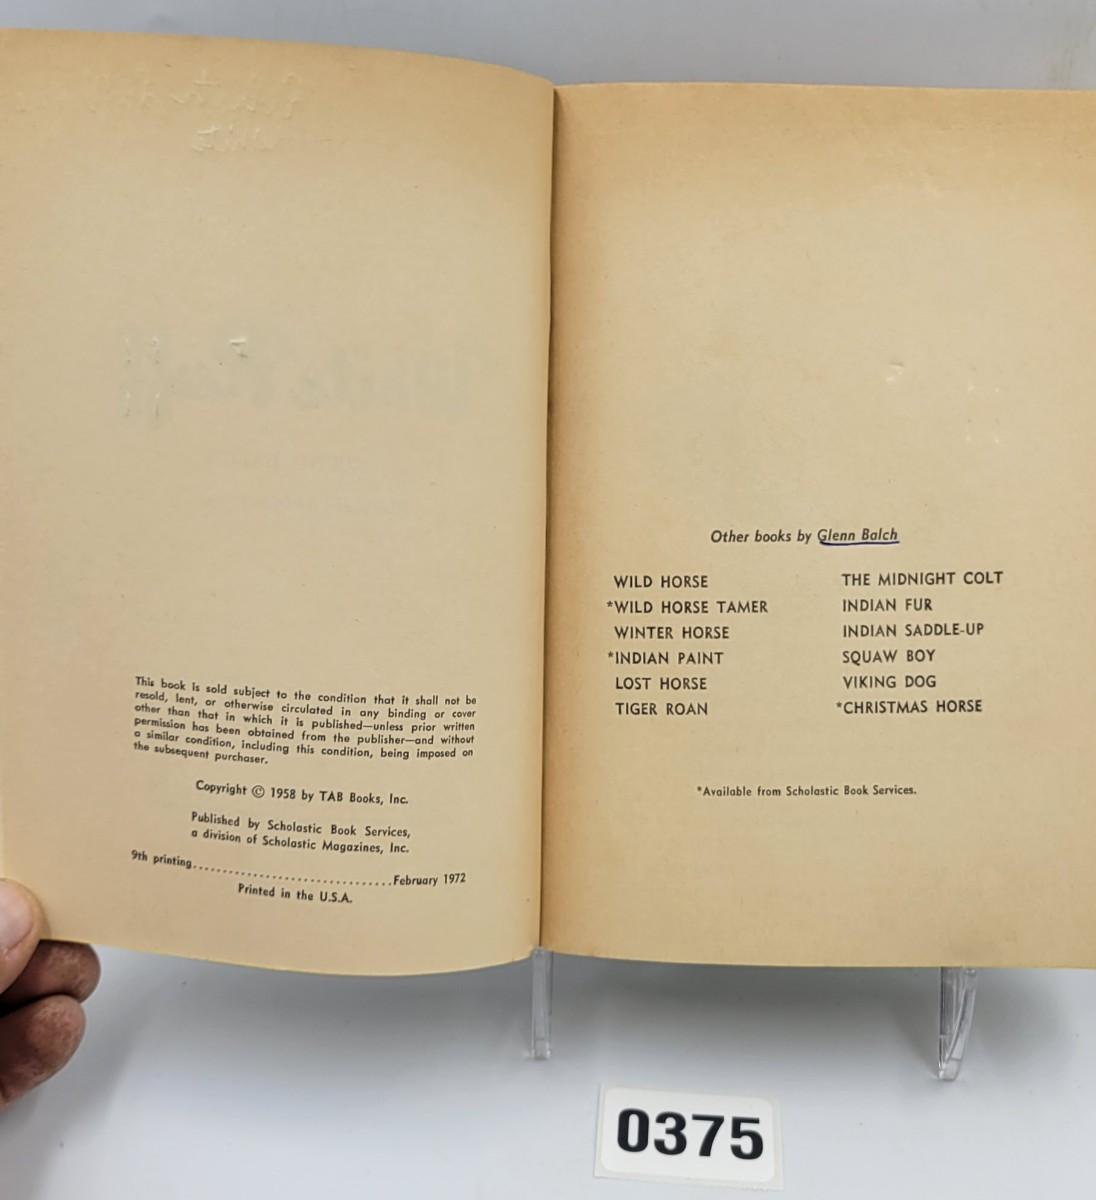 This book is sold subject to the condition that it shall not be
resold, lent, or otherwise circulated in any binding or cover
other than that in which it is published—unless prior written
permission has been obtained from the publisher—and without
a similar condition, including this condition, being imposed on
the subsequent purchaser.
Copyright © 1958 by TAB Books, Inc.
Published by Scholastic Book Services,
a division of Scholastic Magazines, Inc.
9th printing..............................February 1972
Printed in the U.S.A.
Other books by Glenn Balch
WILD HORSE
*WILD HORSE TAMER
WINTER HORSE
*INDIAN PAINT
LOST HORSE
TIGER ROAN
THE MIDNIGHT COLT
INDIAN FUR
INDIAN SADDLE-UP
SQUAW BOY
VIKING DOG
*CHRISTMAS HORSE
*Available from Scholastic Book Services.
0375